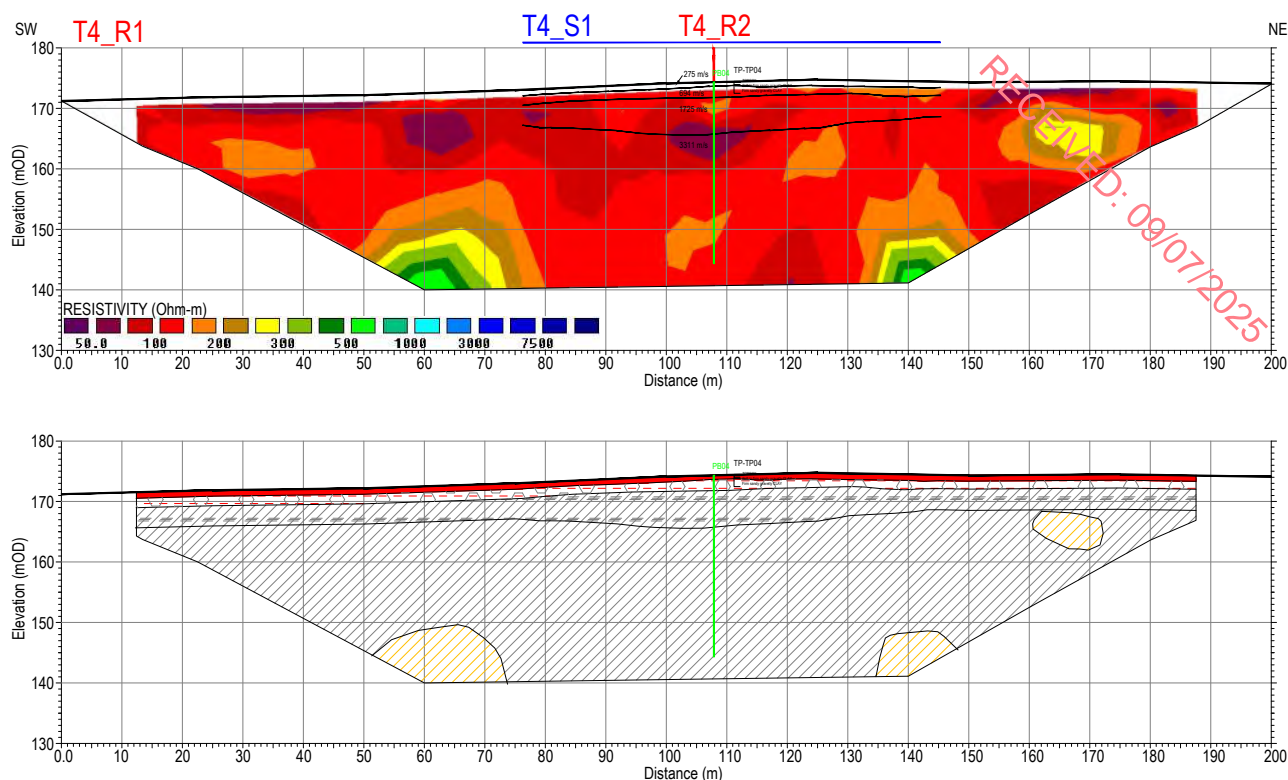 SW
T4_R1
T4_S1
T4_R2
NE
180
170
160
150
140
130
Elevation (mOD)
275 m/s
694 m/s
1725 m/s
3311 m/s
PB04
TP-TP04
RECEIVED: 09/07/2025
RESISTIVITY (Ohm-m)
50.0 100 200 300 500 1000 3000 7500
0.0 10 20 30 40 50 60 70 80 90 100 110 120 130 140 150 160 170 180 190 200
Distance (m)
180
170
160
150
140
130
Elevation (mOD)
PB04
TP-TP04
0.0 10 20 30 40 50 60 70 80 90 100 110 120 130 140 150 160 170 180 190 200
Distance (m)